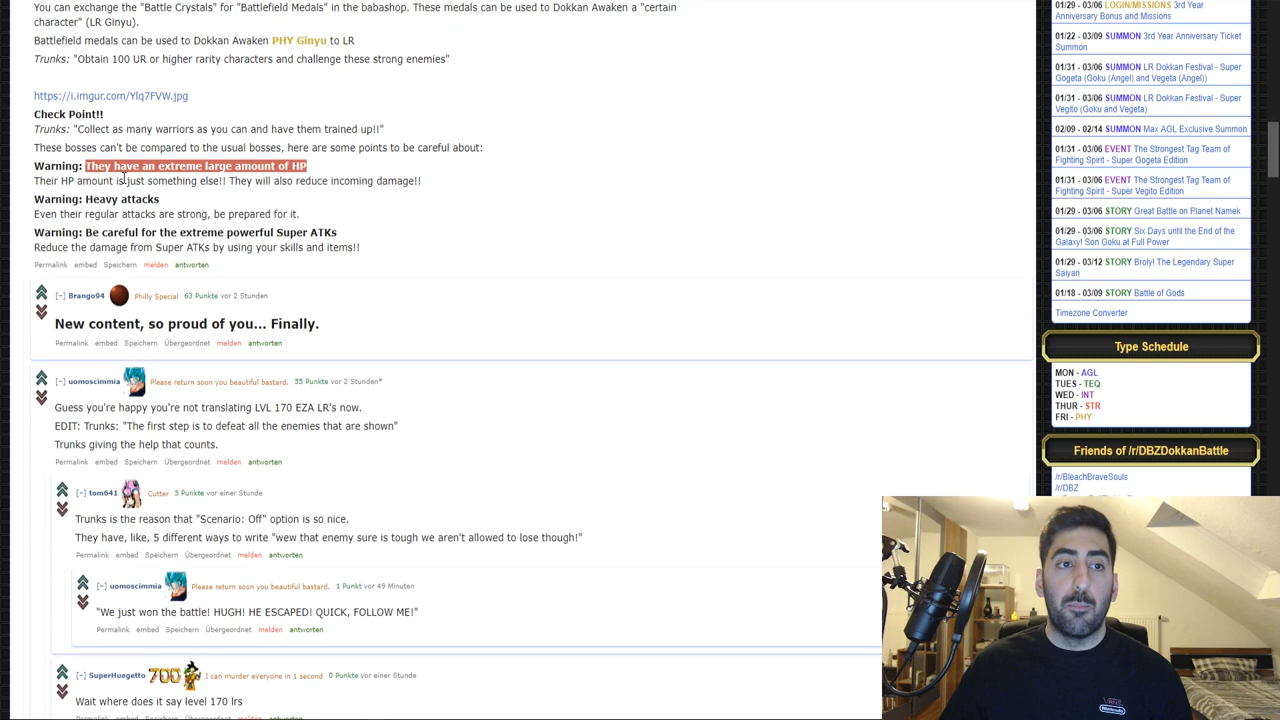 You can exchange the "Battle Crystals" for "Battlefield Medals" in the babashop. These medals can be used to Dokkan Awaken a "certain
character" (LR Ginyu).
Battlefield medals can be used to Dokkan Awaken PHY Ginyu to LR
Trunks: "Obtain 100 UR or higher rarity characters and challenge these strong enemies"
https://i.imgur.com/Ylq7FVW.jpg
Check Point!!
Trunks: "Collect as many warriors as you can and have them trained up!!"
These bosses can't be compared to the usual bosses, here are some points to be careful about:
Warning: They have an extreme large amount of HP
Their HP amount is just something else!! They will also reduce incoming damage!!
Warning: Heavy attacks
Even their regular attacks are strong, be prepared for it.
Warning: Be careful for the extreme powerful Super ATKs
Reduce the damage from Super ATKs by using your skills and items!!
Permalink embed Speichern melden antworten
[–] Brango94 Philly Special 63 Punkte vor 2 Stunden
New content, so proud of you... Finally.
Permalink embed Speichern Übergeordnet melden antworten
[–] uomoscimmia Please return soon you beautiful bastard. 55 Punkte vor 2 Stunden*
Guess you're happy you're not translating LVL 170 EZA LR's now.
EDIT: Trunks: "The first step is to defeat all the enemies that are shown"
Trunks giving the help that counts.
Permalink embed Speichern Übergeordnet melden antworten
[–] tom641 Cutter 5 Punkte vor einer Stunde
Trunks is the reason that "Scenario: Off" option is so nice.
They have, like, 5 different ways to write "wew that enemy sure is tough we aren't allowed to lose though!"
Permalink embed Speichern Übergeordnet melden antworten
[–] uomoscimmia Please return soon you beautiful bastard. 1 Punkt vor 49 Minuten
"We just won the battle! HUGH! HE ESCAPED! QUICK, FOLLOW ME!"
Permalink embed Speichern Übergeordnet melden antworten
[–] SuperHuegetto 700 I can murder everyone in 1 second 0 Punkte vor einer Stunde
Wait where does it say level 170 lrs
Permalink embed Speichern Übergeordnet melden antworten
01/29 - 03/06 LOGIN/MISSIONS 3rd Year
Anniversary Bonus and Missions
01/22 - 03/09 SUMMON 3rd Year Anniversary Ticket
Summon
01/31 - 03/06 SUMMON LR Dokkan Festival - Super
Gogeta (Goku (Angel) and Vegeta (Angel))
01/31 - 03/06 SUMMON LR Dokkan Festival - Super
Vegito (Goku and Vegeta)
02/09 - 02/14 SUMMON Max AGL Exclusive Summon
01/31 - 03/06 EVENT The Strongest Tag Team of
Fighting Spirit - Super Gogeta Edition
01/31 - 03/06 EVENT The Strongest Tag Team of
Fighting Spirit - Super Vegito Edition
01/29 - 03/06 STORY Great Battle on Planet Namek
01/29 - 03/06 STORY Six Days until the End of the
Galaxy! Son Goku at Full Power
01/29 - 03/12 STORY Broly! The Legendary Super
Saiyan
01/18 - 03/09 STORY Battle of Gods
Timezone Converter
Type Schedule
MON - AGL
TUES - TEQ
WED - INT
THUR - STR
FRI - PHY
Friends of /r/DBZDokkanBattle
/r/BleachBraveSouls
/r/DBZ
Nintendo